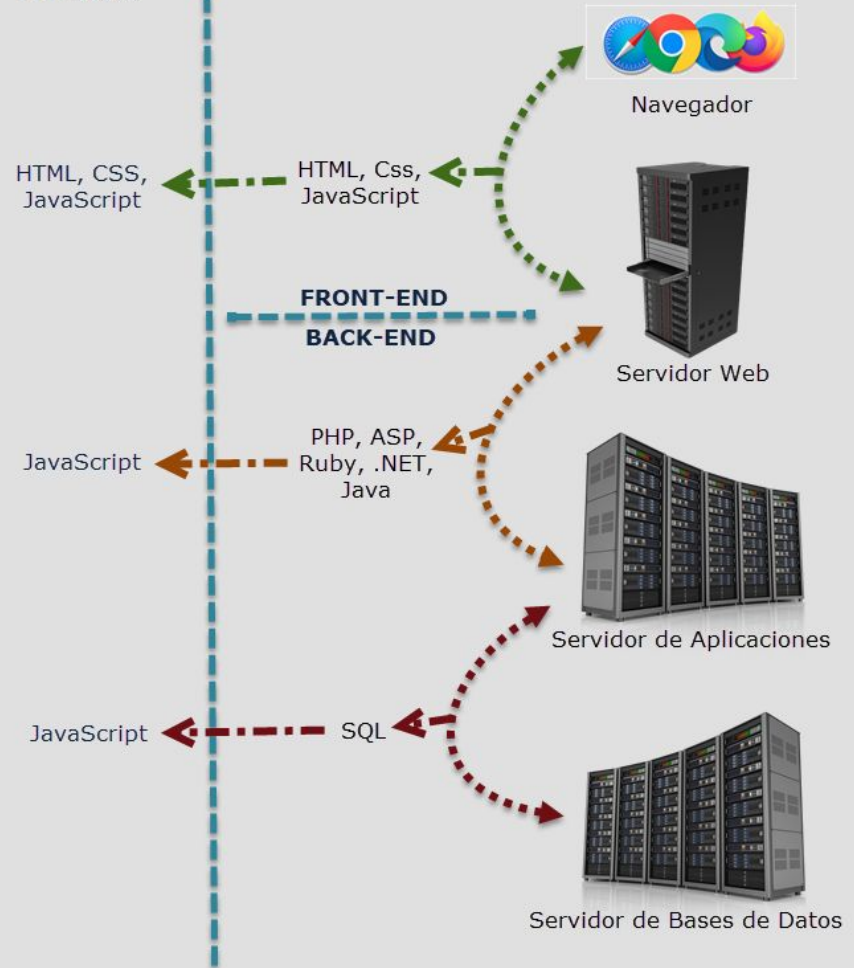 Navegador
HTML, CSS,
JavaScript
HTML, Css,
JavaScript
FRONT-END
BACK-END
Servidor Web
JavaScript
PHP, ASP,
Ruby, .NET,
Java
Servidor de Aplicaciones
JavaScript
SQL
Servidor de Bases de Datos